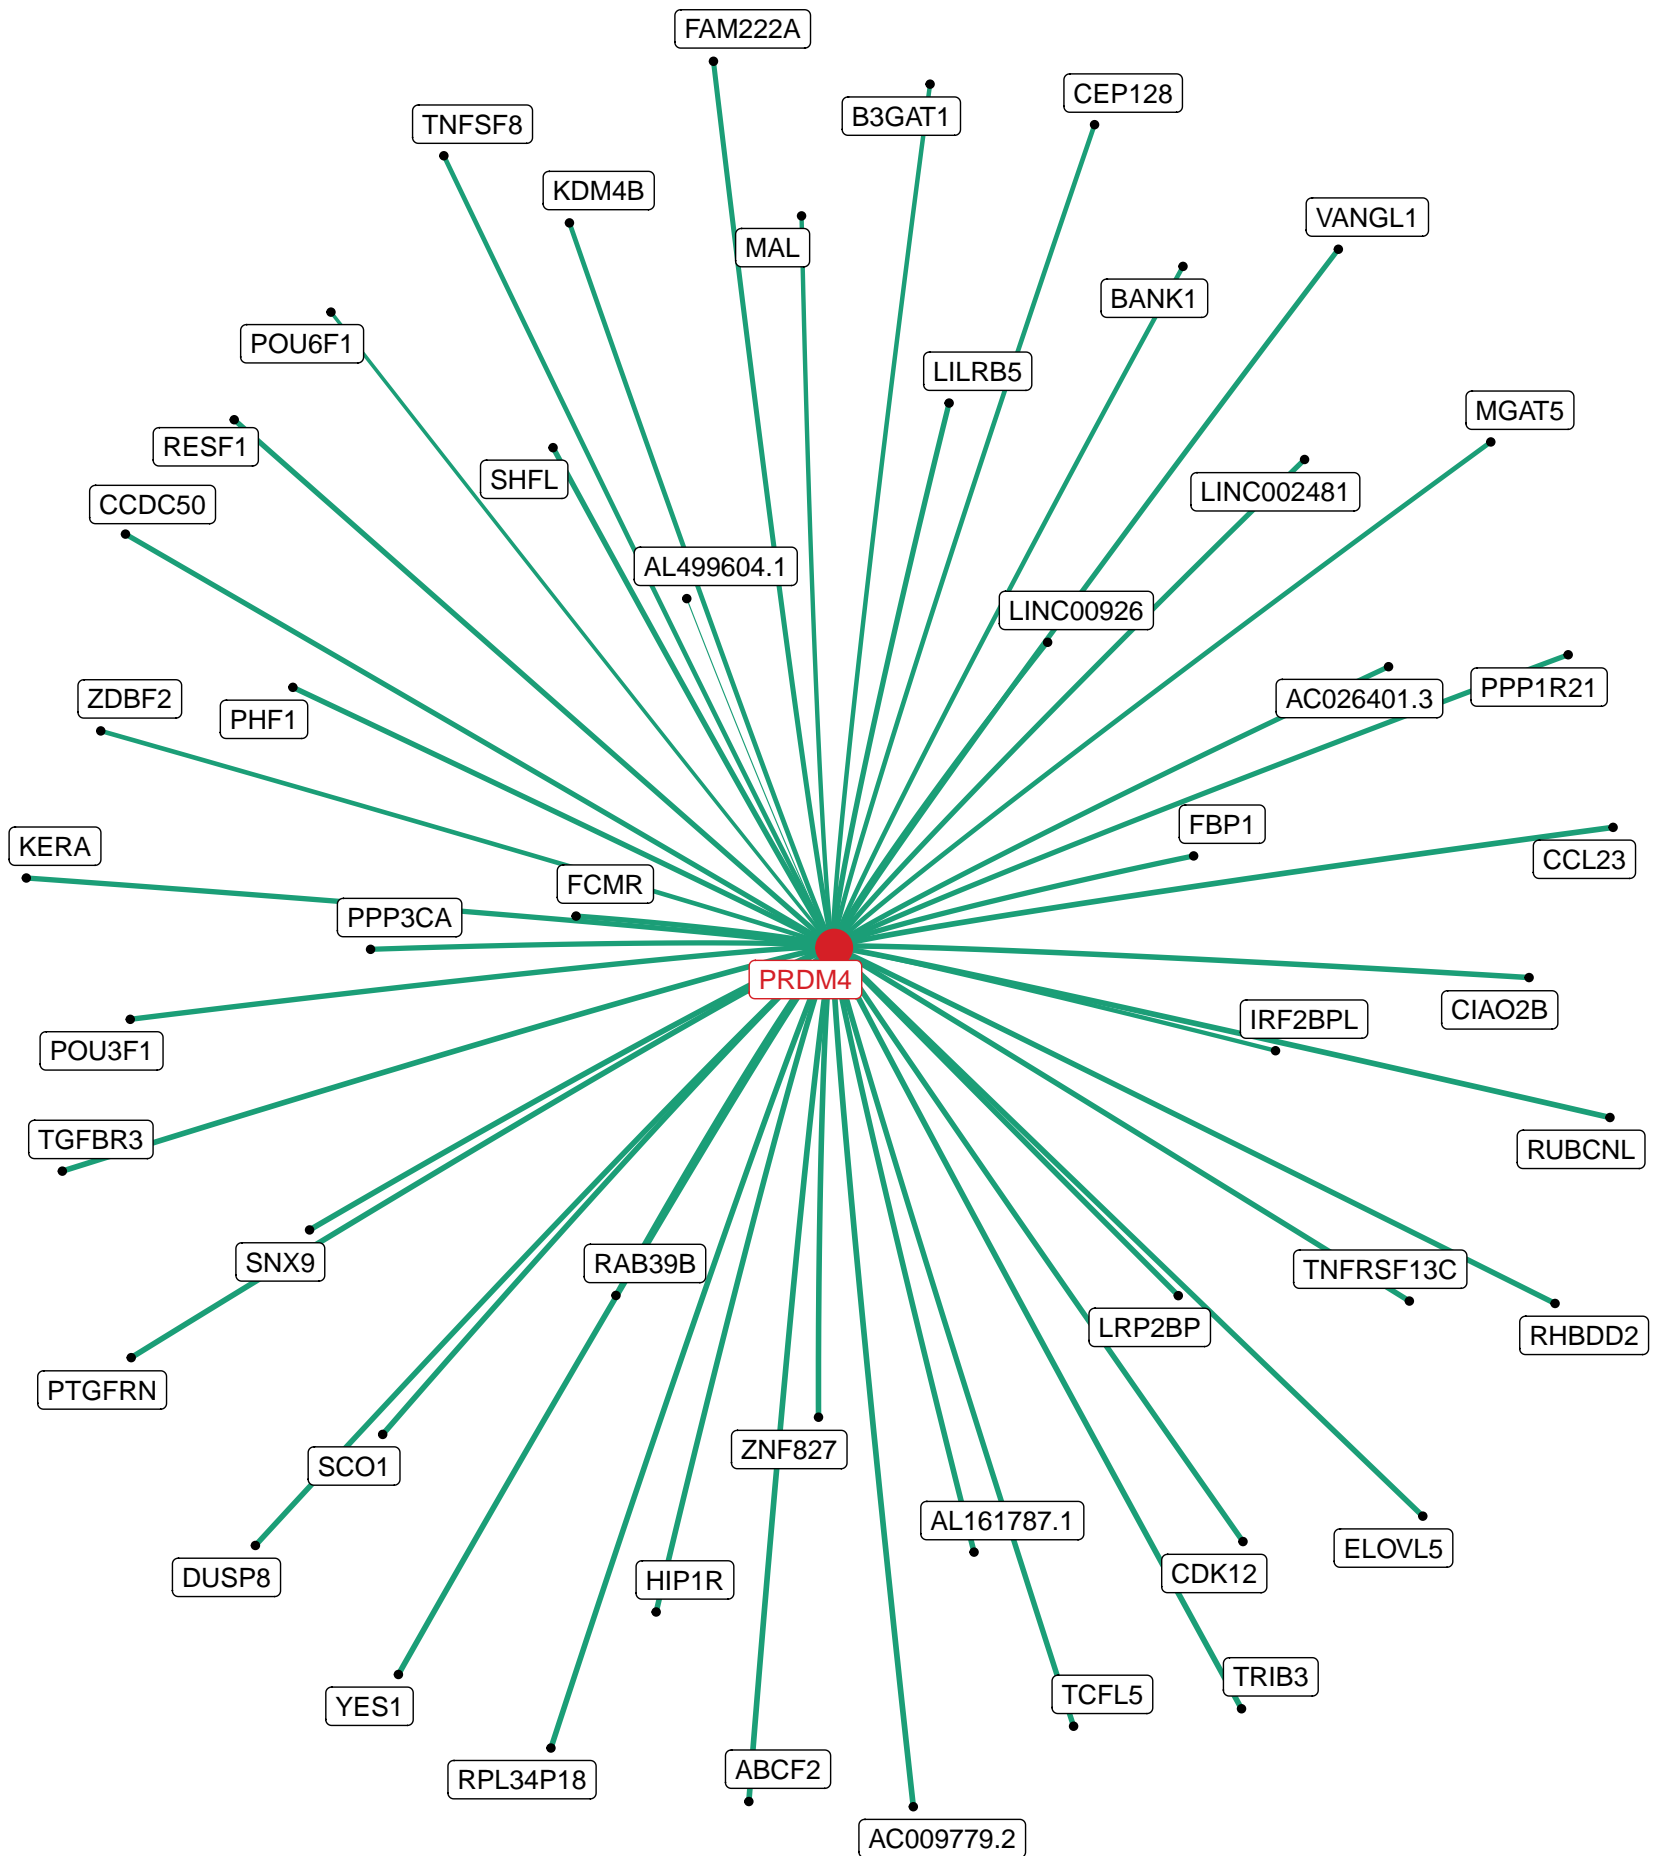 FAM222A
CEP128
B3GAT1
TNFSF8
KDM4B
VANGL1
MAL
BANK1
POU6F1
LILRB5
MGAT5
RESF1
SHFL
LINC002481
CCDC50
AL499604.1
LINC00926
PPP1R21
ZDBF2
AC026401.3
PHF1
FBP1
KERA
CCL23
FCMR
PPP3CA
PRDM4
CIAO2B
IRF2BPL
POU3F1
TGFBR3
RUBCNL
SNX9
RAB39B
TNFRSF13C
LRP2BP
RHBDD2
PTGFRN
ZNF827
SCO1
AL161787.1
ELOVL5
CDK12
DUSP8
HIP1R
TRIB3
TCFL5
YES1
ABCF2
RPL34P18
AC009779.2